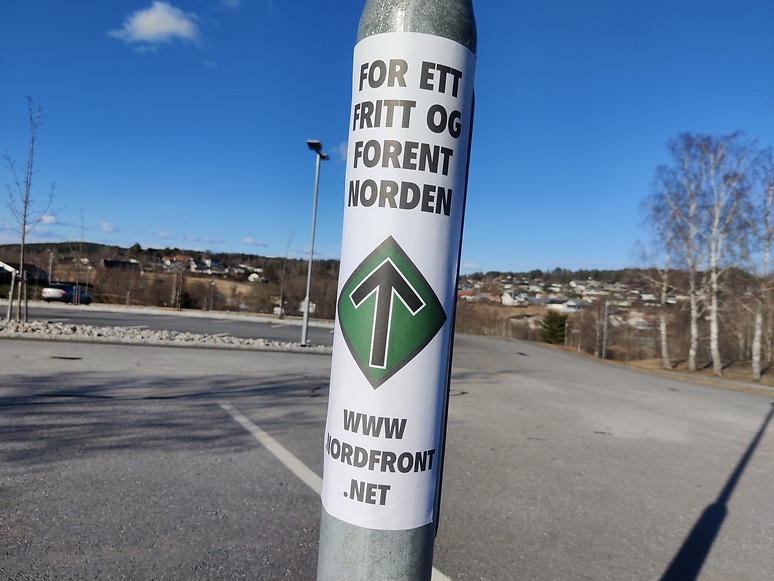 FOR ETT
FRITT OG
FORENT
NORDEN
WWW
NORDFRONT
.NET